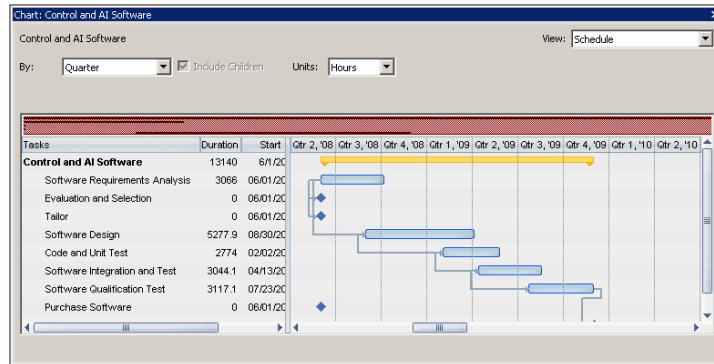 Chart: Control and AI Software
Control and AI Software View: Schedule
By: Quarter Include Children Units: Hours
Tasks Duration Start Qtr 2, '08 Qtr 3, '08 Qtr 4, '08 Qtr 1, '09 Qtr 2, '09 Qtr 3, '09 Qtr 4, '09 Qtr 1, '10 Qtr 2, '10
Control and AI Software 13140 6/1/20
Software Requirements Analysis 3066 06/01/20
Evaluation and Selection 0 06/01/20
Tailor 0 06/01/20
Software Design 5277.9 08/30/20
Code and Unit Test 2774 02/02/20
Software Integration and Test 3044.1 04/13/20
Software Qualification Test 3117.1 07/23/20
Purchase Software 0 06/01/20